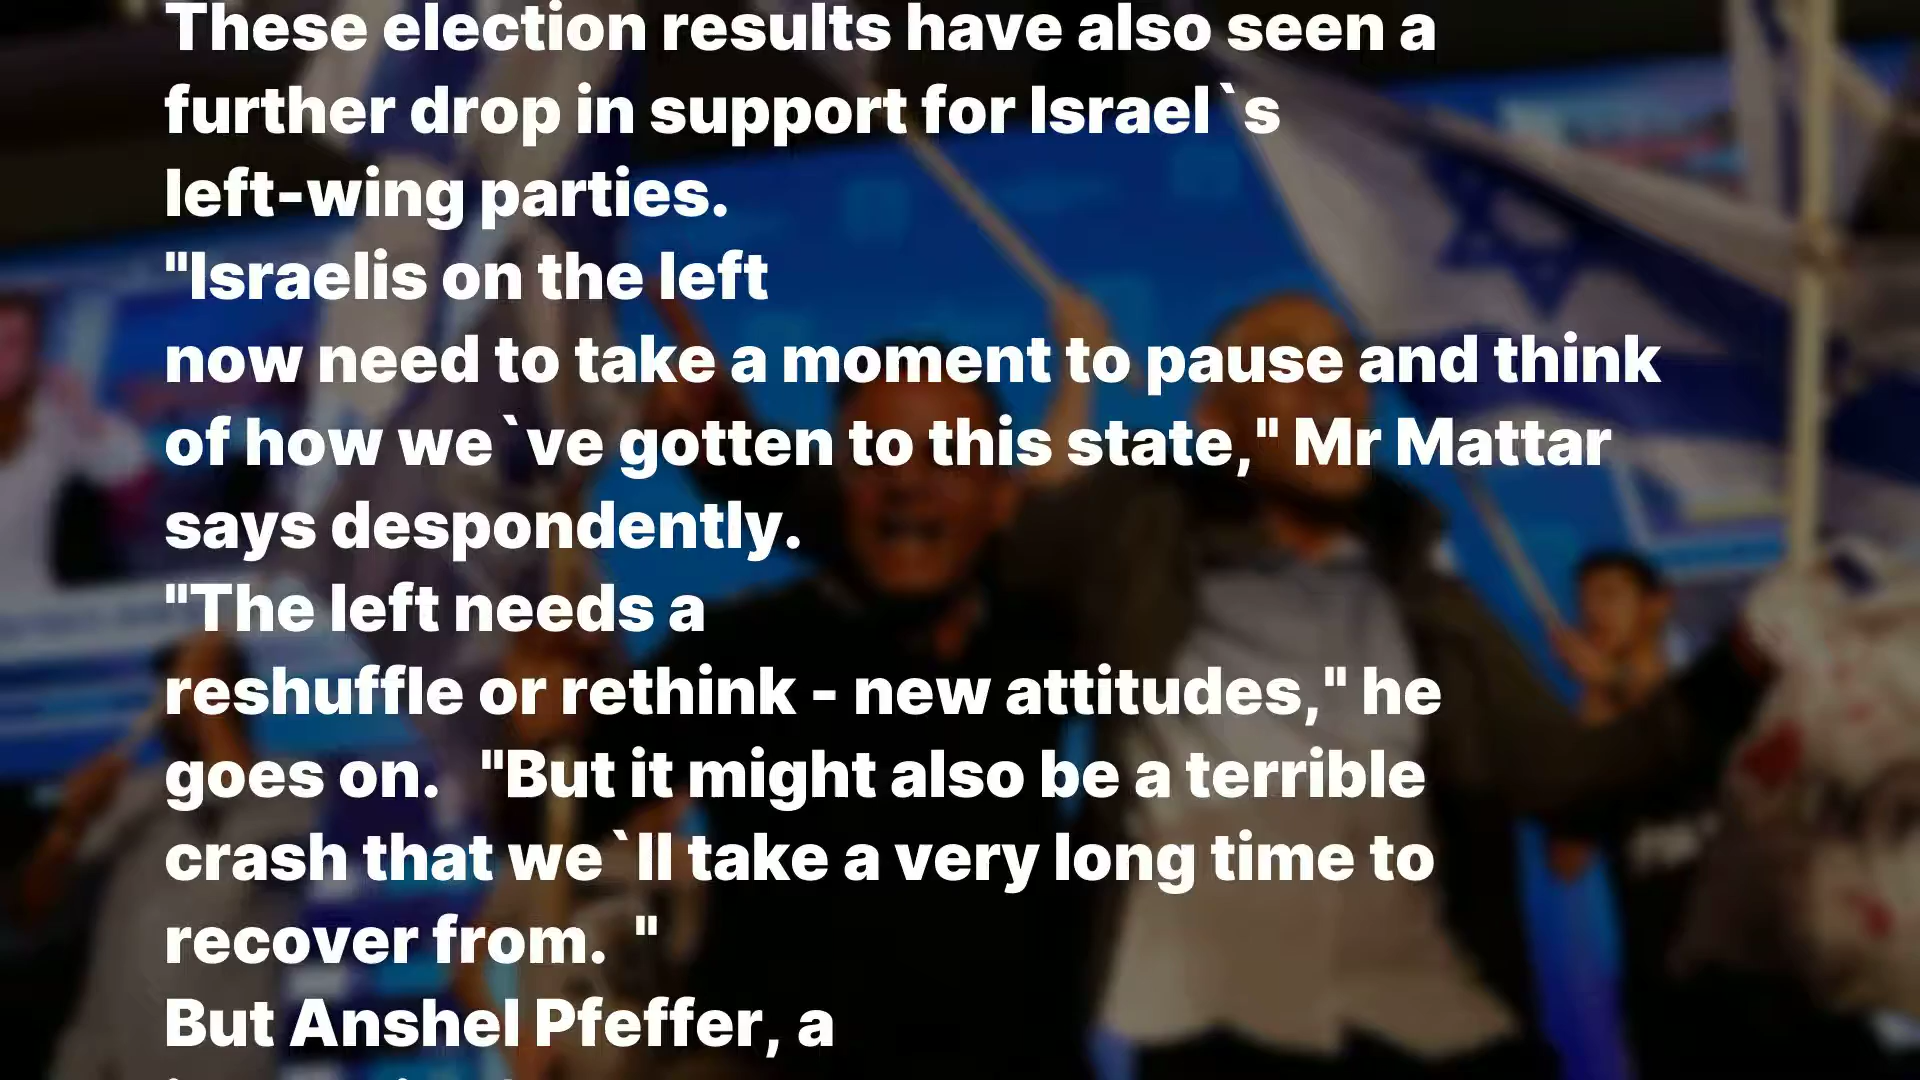 These election results have also seen a
further drop in support for Israel`s
left-wing parties.
"Israelis on the left
now need to take a moment to pause and think
of how we`ve gotten to this state," Mr Mattar
says despondently.
"The left needs a
reshuffle or rethink - new attitudes," he
goes on.   "But it might also be a terrible
crash that we`ll take a very long time to
recover from.  "
But Anshel Pfeffer, a